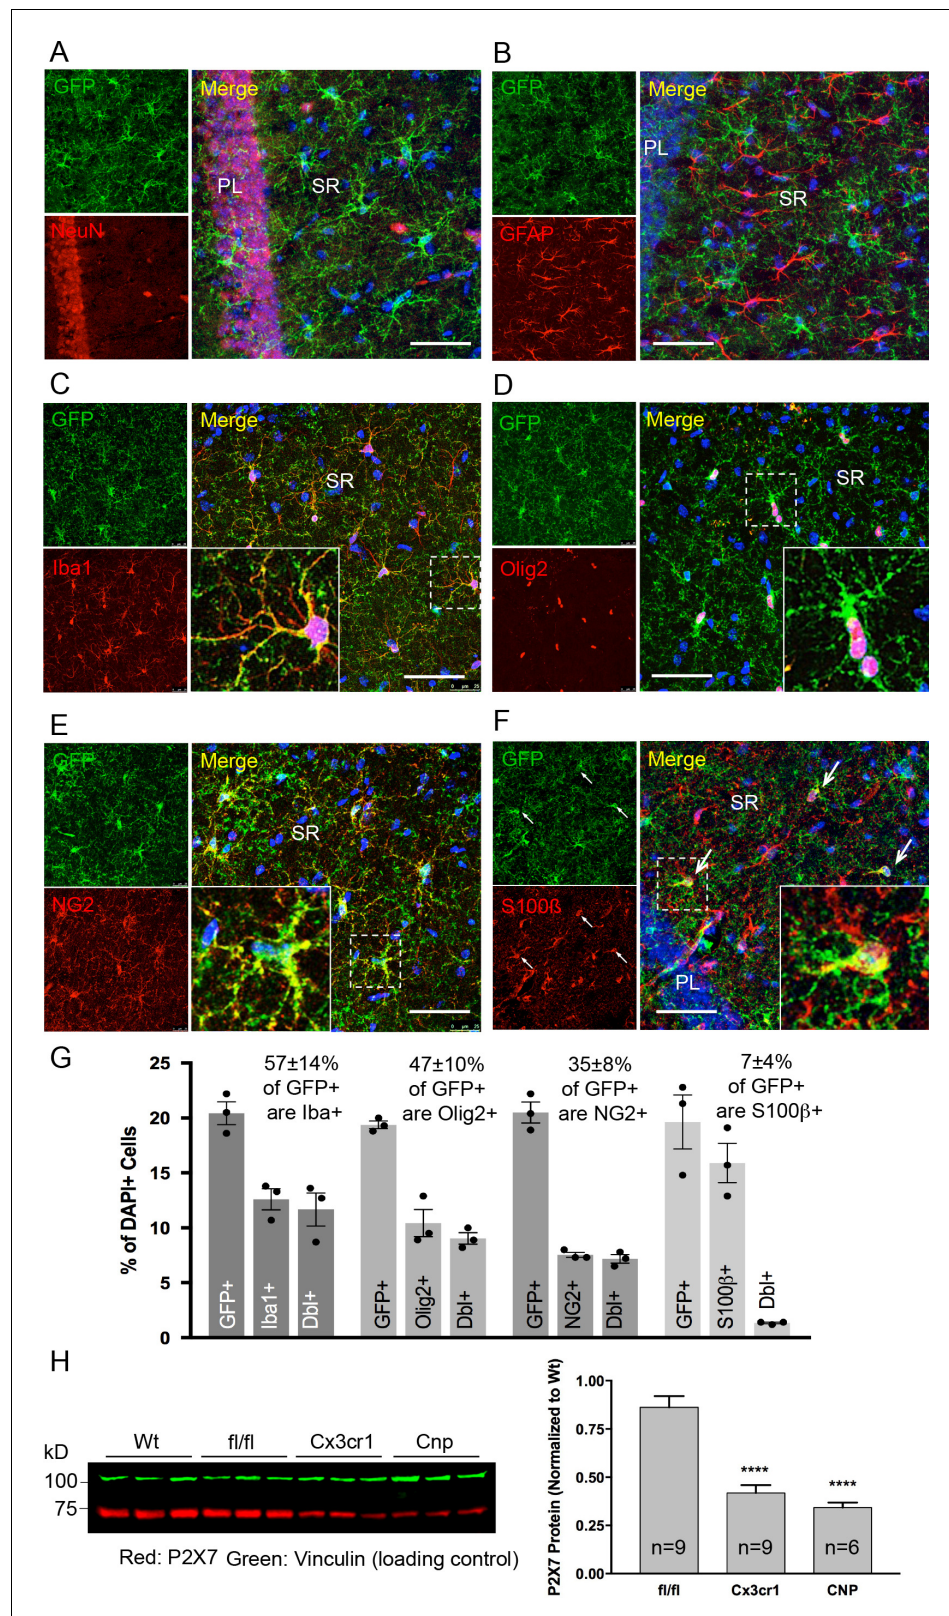 A
GFP
Merge
PL
SR
NeuN
B
GFP
Merge
PL
SR
GFAP
C
GFP
Merge
SR
Iba1
D
GFP
Merge
SR
Olig2
E
GFP
Merge
SR
NG2
F
GFP
Merge
SR
S100ß
PL
G
57±14%
of GFP+
are Iba+
47±10%
of GFP+
are Olig2+
35±8%
of GFP+
are NG2+
7±4%
of GFP+
are S100β+
% of DAPI+ Cells
25
20
15
10
5
0
GFP+
Iba1+
Dbl+
GFP+
Olig2+
Dbl+
GFP+
NG2+
Dbl+
GFP+
S100β+
Dbl+
H
kD
Wt
fl/fl
Cx3cr1
Cnp
100
75
Red: P2X7 Green: Vinculin (loading control)
P2X7 Protein (Normalized to Wt)
1.00
0.75
0.50
0.25
0.00
****
****
n=9
n=9
n=6
fl/fl
Cx3cr1
CNP